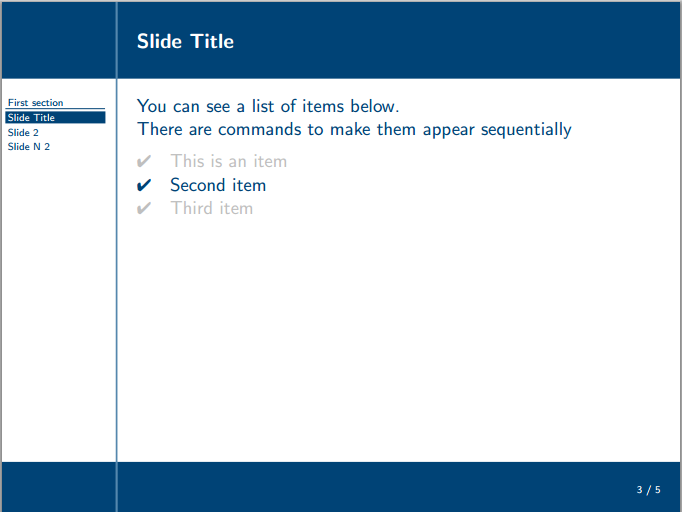 Slide Title
First section
Slide Title
Slide 2
Slide N 2
You can see a list of items below.
There are commands to make them appear sequentially
✔ This is an item
✔ Second item
✔ Third item
3 / 5